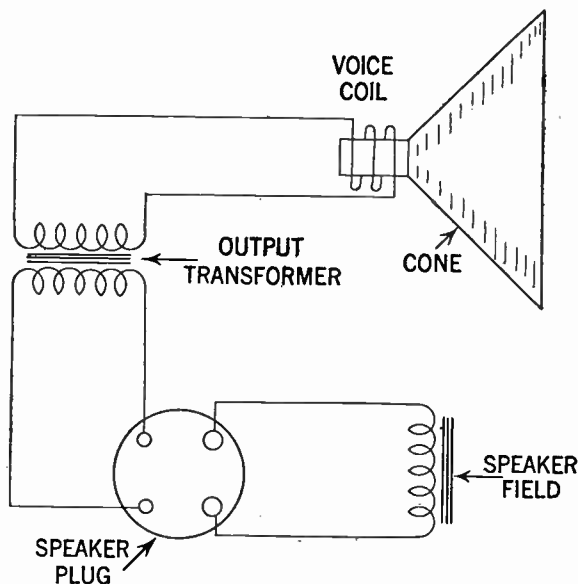 VOICE
COIL
OUTPUT
TRANSFORMER
CONE
SPEAKER
FIELD
SPEAKER
PLUG